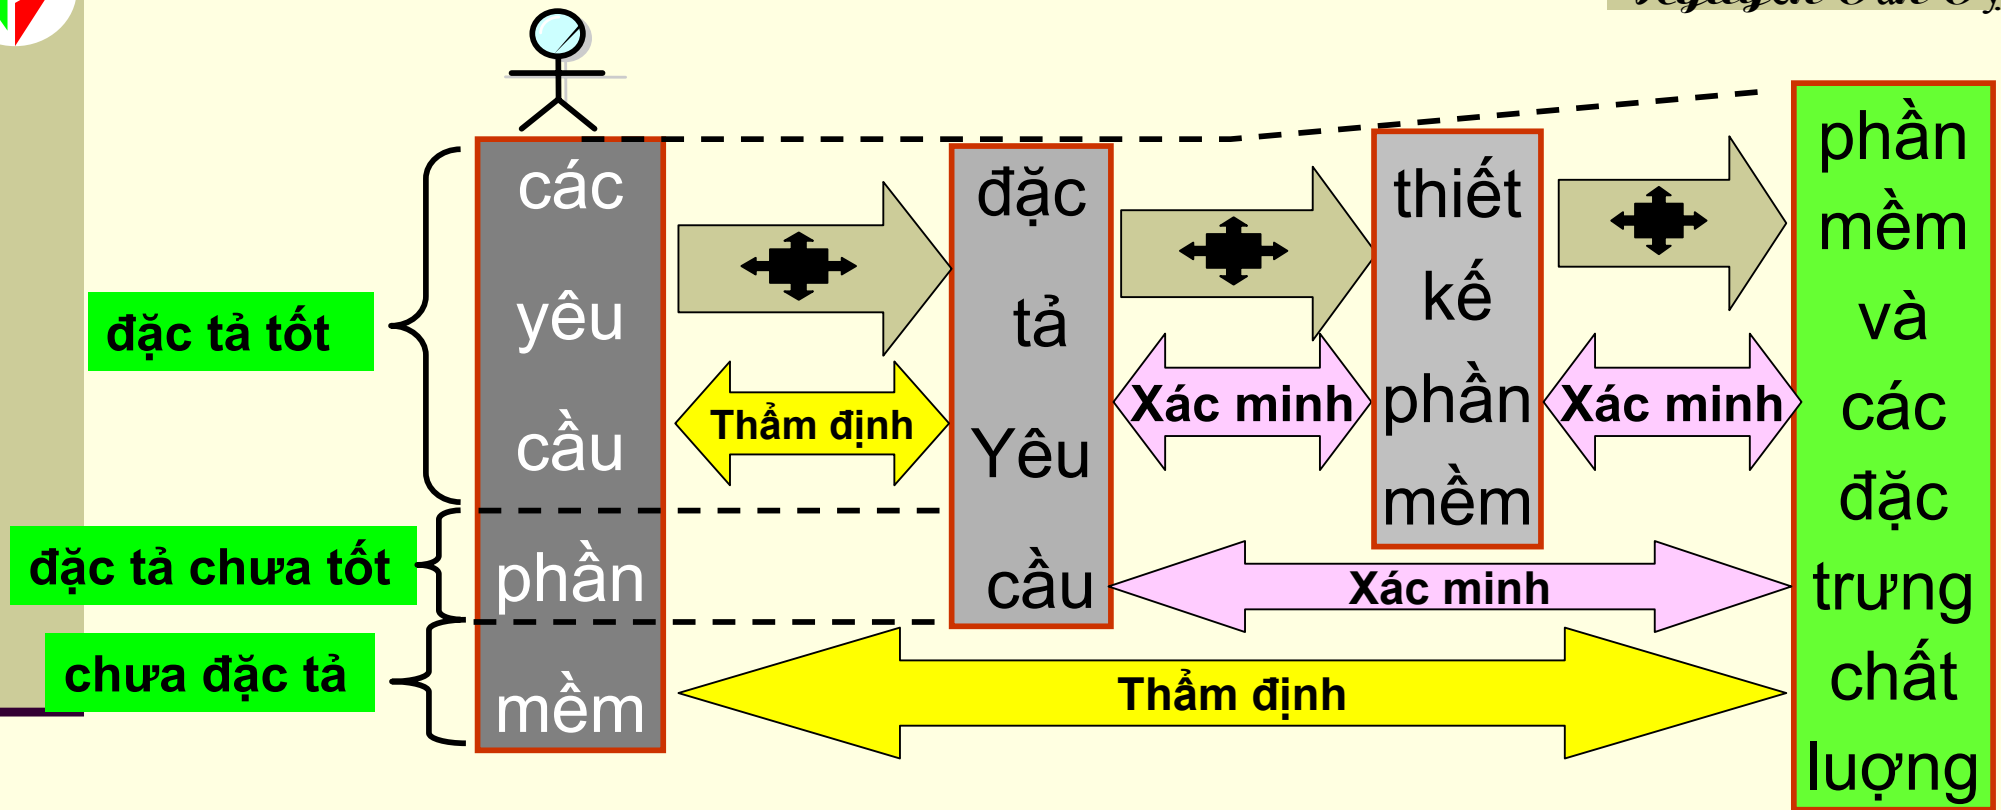 các
yêu
cầu
phần
mềm
đặc
tả
Yêu
cầu
thiết
kế
phần
mềm
phần
mềm
và
các
đặc
trưng
chất
luợng
đặc tả tốt
đặc tả chưa tốt
chưa đặc tả
Thẩm định
Xác minh
Xác minh
Xác minh
Thẩm định